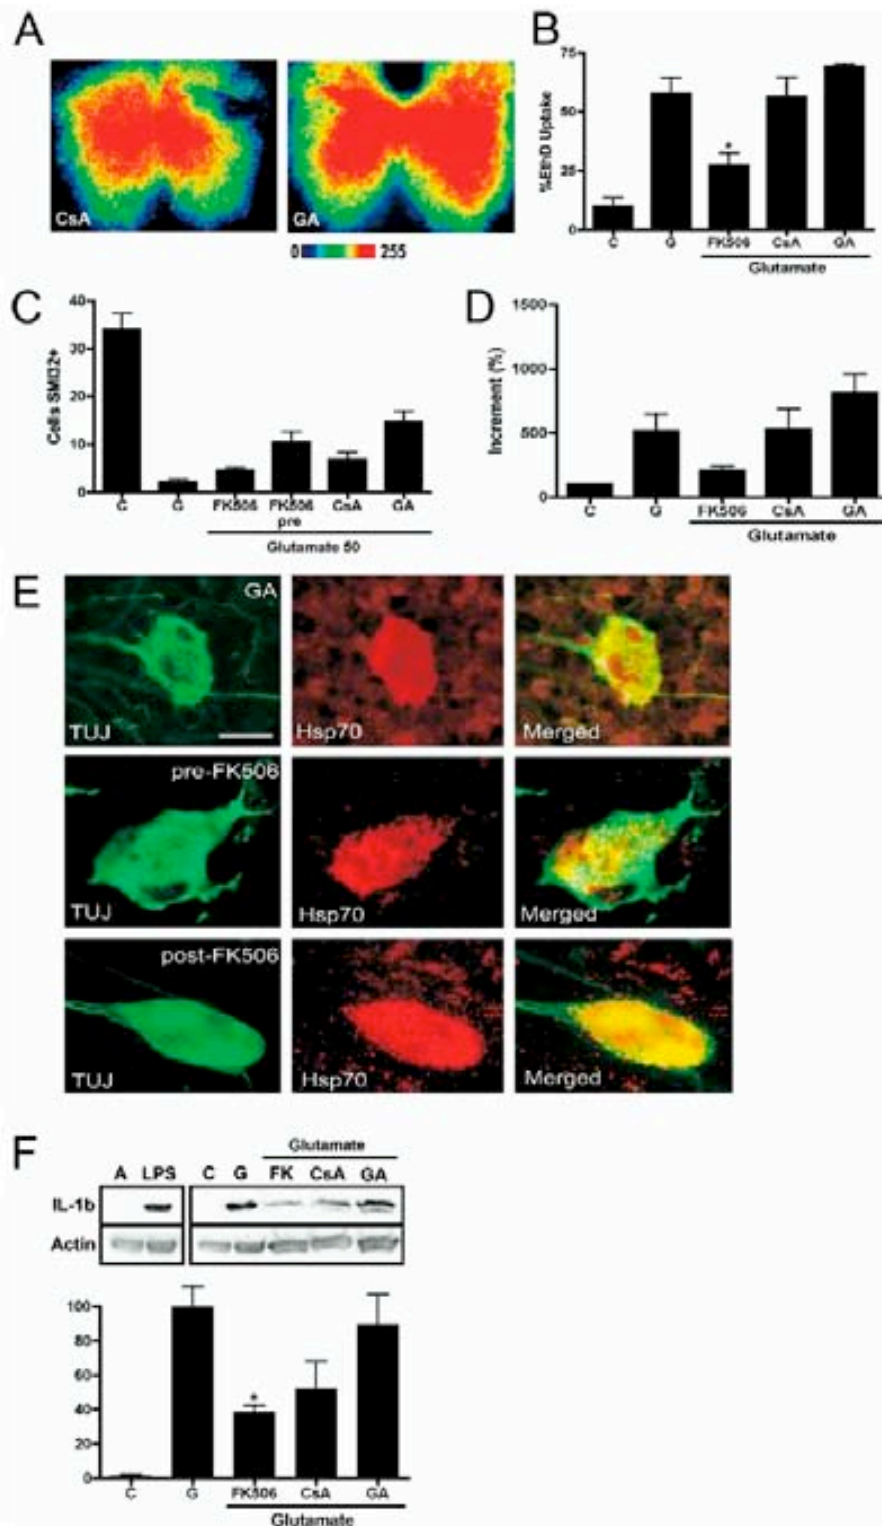 A
CsA
GA
0 255
B
%EthD Uptake
75
50
25
0
C G FK506 CsA GA
Glutamate
C
Cells SMI32+
40
30
20
10
0
C G FK506 FK506 CsA GA
pre
Glutamate 50
D
Increment (%)
1500
1000
500
0
C G FK506 CsA GA
Glutamate
E
GA
TUJ Hsp70 Merged
pre-FK506
TUJ Hsp70 Merged
post-FK506
TUJ Hsp70 Merged
F
Glutamate
A LPS C G FK CsA GA
IL-1b
Actin
100
80
60
40
20
0
*
C G FK506 CsA GA
Glutamate